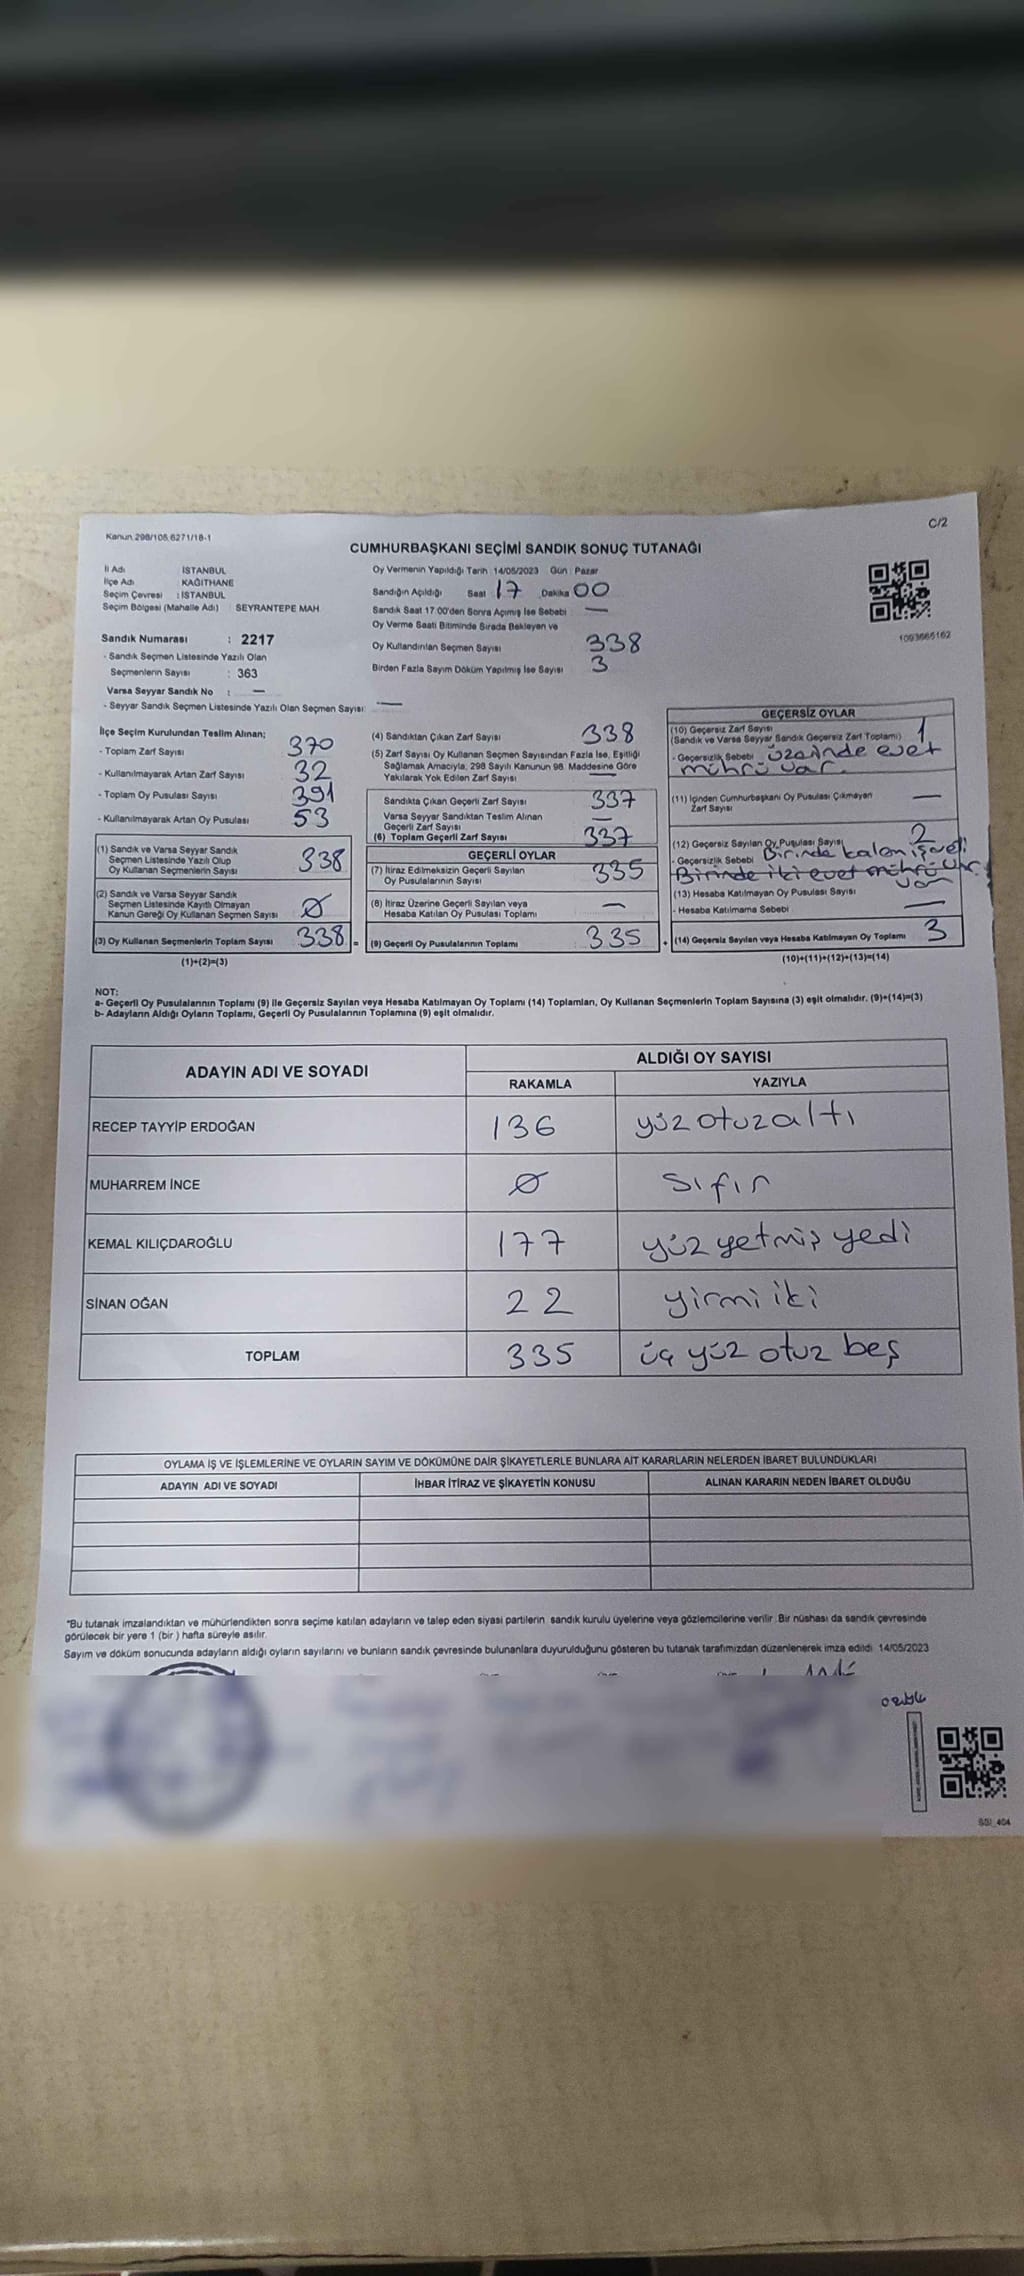 Kanun 298/105,6271/18-1
C/2
CUMHURBAŞKANI SEÇİMİ SANDIK SONUÇ TUTANAĞI
İl Adı : İSTANBUL
İlçe Adı : KAĞITHANE
Seçim Çevresi : İSTANBUL
Seçim Bölgesi (Mahalle Adı) : SEYRANTEPE MAH.
Sandık Numarası : 2217
- Sandık Seçmen Listesinde Yazılı Olan
Seçmenlerin Sayısı : 363
Varsa Seyyar Sandık No : —
- Seyyar Sandık Seçmen Listesinde Yazılı Olan Seçmen Sayısı: —
Oy Vermenin Yapıldığı Tarih 14/05/2023 Gün : Pazar
Sandığın Açıldığı Saat 17 Dakika 00
Sandık Saat 17.00'den Sonra Açımış İse Sebebi —
Oy Verme Saati Bitiminde Sırada Bekleyen ve
Oy Kullandırılan Seçmen Sayısı 338
Birden Fazla Sayım Döküm Yapılmış İse Sayısı 3
1093665162
İlçe Seçim Kurulundan Teslim Alınan;
- Toplam Zarf Sayısı 370
- Kullanılmayarak Artan Zarf Sayısı 32
- Toplam Oy Pusulası Sayısı 391
- Kullanılmayarak Artan Oy Pusulası 53
(1) Sandık ve Varsa Seyyar Sandık
Seçmen Listesinde Yazılı Olup
Oy Kullanan Seçmenlerin Sayısı 338
(2) Sandık ve Varsa Seyyar Sandık
Seçmen Listesinde Kayıtlı Olmayan
Kanun Gereği Oy Kullanan Seçmen Sayısı 0
(3) Oy Kullanan Seçmenlerin Toplam Sayısı 338 =
(1)+(2)=(3)
(4) Sandıktan Çıkan Zarf Sayısı 338
(5) Zarf Sayısı Oy Kullanan Seçmen Sayısından Fazla İse, Eşitliği
Sağlamak Amacıyla, 298 Sayılı Kanunun 98. Maddesine Göre
Yakılarak Yok Edilen Zarf Sayısı —
Sandıkta Çıkan Geçerli Zarf Sayısı 337
Varsa Seyyar Sandıktan Teslim Alınan —
Geçerli Zarf Sayısı
(6) Toplam Geçerli Zarf Sayısı 337
GEÇERLİ OYLAR
(7) İtiraz Edilmeksizin Geçerli Sayılan
Oy Pusulalarının Sayısı 335
(8) İtiraz Üzerine Geçerli Sayılan veya
Hesaba Katılan Oy Pusulası Toplamı —
(9) Geçerli Oy Pusulalarının Toplamı 335 +
GEÇERSİZ OYLAR
(10) Geçersiz Zarf Sayısı
(Sandık ve Varsa Seyyar Sandık Geçersiz Zarf Toplamı) 1
- Geçersizlik Sebebi Üzerinde evet
mührü var.
(11) İçinden Cumhurbaşkanı Oy Pusulası Çıkmayan
Zarf Sayısı —
(12) Geçersiz Sayılan Oy Pusulası Sayısı 2
- Geçersizlik Sebebi Birinde kalem işareti
Birinde iki evet mührü var.
var
(13) Hesaba Katılmayan Oy Pusulası Sayısı —
- Hesaba Katılmama Sebebi
(14) Geçersiz Sayılan veya Hesaba Katılmayan Oy Toplamı 3
(10)+(11)+(12)+(13)=(14)
NOT:
a- Geçerli Oy Pusulalarının Toplamı (9) ile Geçersiz Sayılan veya Hesaba Katılmayan Oy Toplamı (14) Toplamları, Oy Kullanan Seçmenlerin Toplam Sayısına (3) eşit olmalıdır. (9)+(14)=(3)
b- Adayların Aldığı Oyların Toplamı, Geçerli Oy Pusulalarının Toplamına (9) eşit olmalıdır.
ADAYIN ADI VE SOYADI
ALDIĞI OY SAYISI
RAKAMLA YAZIYLA
RECEP TAYYİP ERDOĞAN 136 yüz otuz altı
MUHARREM İNCE 0 sıfır
KEMAL KILIÇDAROĞLU 177 yüz yetmiş yedi
SİNAN OĞAN 22 yirmi iki
TOPLAM 335 üç yüz otuz beş
OYLAMA İŞ VE İŞLEMLERİNE VE OYLARIN SAYIM VE DÖKÜMÜNE DAİR ŞİKAYETLERLE BUNLARA AİT KARARLARIN NELERDEN İBARET BULUNDUKLARI
ADAYIN ADI VE SOYADI İHBAR İTİRAZ VE ŞİKAYETİN KONUSU ALINAN KARARIN NEDEN İBARET OLDUĞU
*Bu tutanak imzalandıktan ve mühürlendikten sonra seçime katılan adayların ve talep eden siyasi partilerin sandık kurulu üyelerine veya gözlemcilerine verilir. Bir nüshası da sandık çevresinde
görülecek bir yere 1 (bir ) hafta süreyle asılır.
Sayım ve döküm sonucunda adayların aldığı oyların sayılarını ve bunların sandık çevresinde bulunanlara duyurulduğunu gösteren bu tutanak tarafımızdan düzenlenerek imza edildi. 14/05/2023
SSI_404